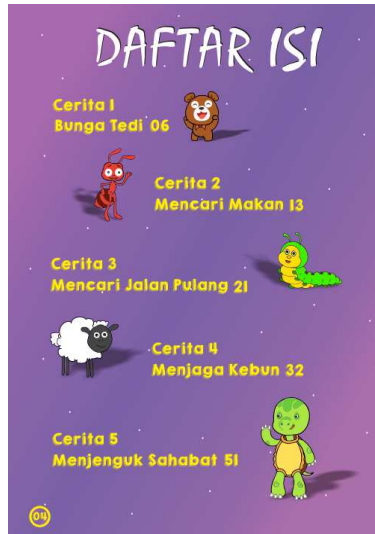 DAFTAR ISI
Cerita 1
Bunga Tedi 06
Cerita 2
Mencari Makan 13
Cerita 3
Mencari Jalan Pulang 21
Cerita 4
Menjaga Kebun 32
Cerita 5
Menjenguk Sahabat 51
04